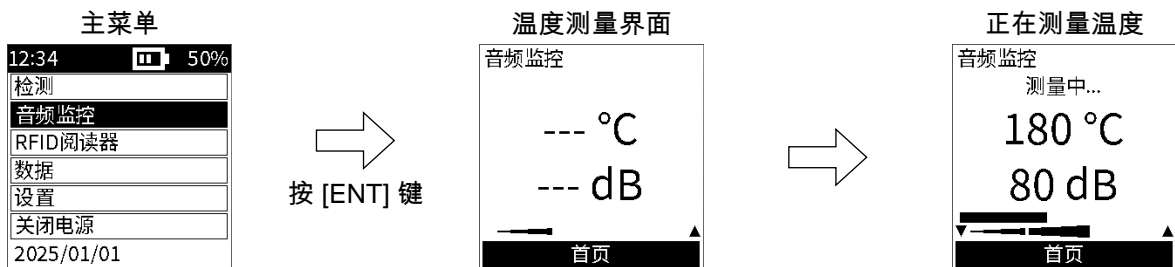 主菜单
12:34 50%
检测
音频监控
RFID阅读器
数据
设置
关闭电源
2025/01/01
按 [ENT] 键
温度测量界面
音频监控
--- °C
--- dB
首页
正在测量温度
音频监控
测量中...
180 °C
80 dB
首页